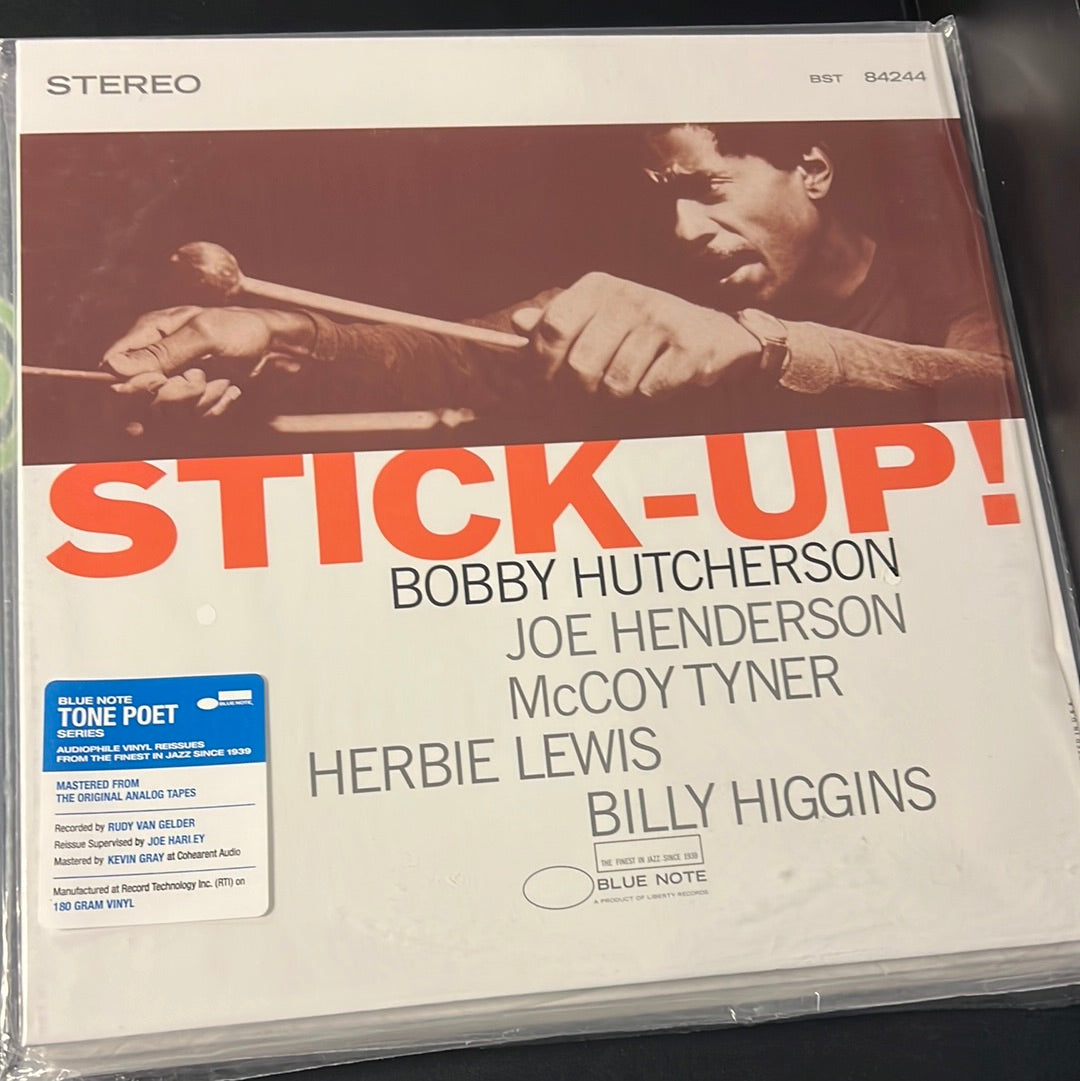 STEREO
BST 84244
STICK-UP!
BOBBY HUTCHERSON
JOE HENDERSON
McCOY TYNER
HERBIE LEWIS
BILLY HIGGINS
THE FINEST IN JAZZ SINCE 1939
BLUE NOTE
A PRODUCT OF LIBERTY RECORDS
BLUE NOTE
TONE POET
SERIES
BLUE NOTE
AUDIOPHILE VINYL REISSUES
FROM THE FINEST IN JAZZ SINCE 1939
MASTERED FROM
THE ORIGINAL ANALOG TAPES
Recorded by RUDY VAN GELDER
Reissue Supervised by JOE HARLEY
Mastered by KEVIN GRAY at Cohearent Audio
Manufactured at Record Technology Inc. (RTI) on
180 GRAM VINYL